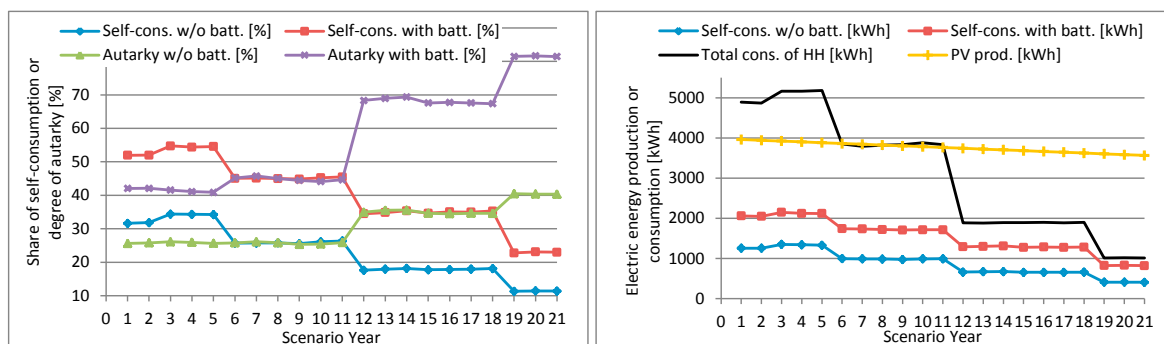 Self-cons. w/o batt. [%]
Self-cons. with batt. [%]
Autarky w/o batt. [%]
Autarky with batt. [%]
Share of self-consumption or
degree of autarky [%]
70
60
50
40
30
20
10
0 1 2 3 4 5 6 7 8 9 10 11 12 13 14 15 16 17 18 19 20 21
Scenario Year
Self-cons. w/o batt. [kWh]
Self-cons. with batt. [kWh]
Total cons. of HH [kWh]
PV prod. [kWh]
Electric energy production or
consumption [kWh]
5000
4000
3000
2000
1000
0
0 1 2 3 4 5 6 7 8 9 10 11 12 13 14 15 16 17 18 19 20 21
Scenario Year